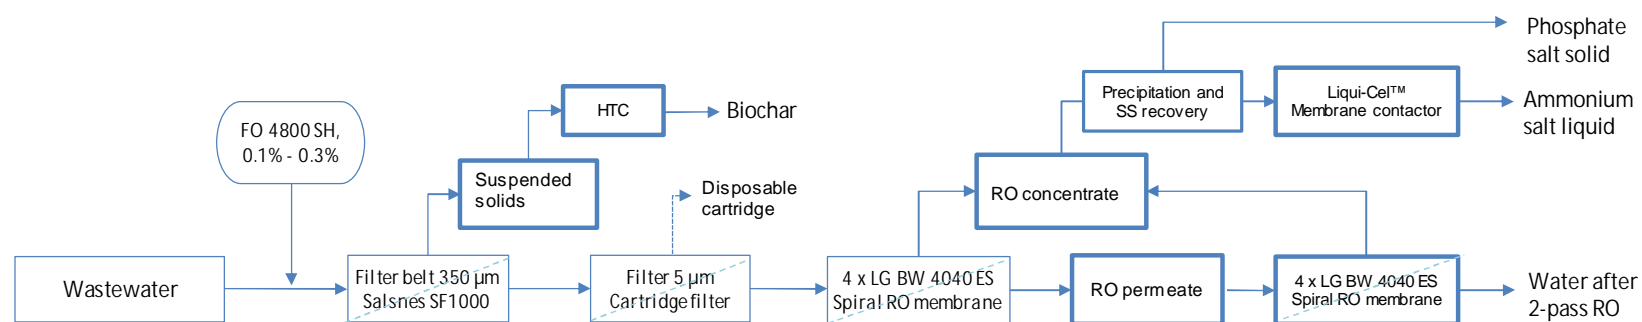 Phosphate
salt solid
Precipitation and
SS recovery
Liqui-Cel™
Membrane contactor
Ammonium
salt liquid
HTC
Biochar
FO 4800 SH,
0.1% - 0.3%
Suspended
solids
Disposable
cartridge
RO concentrate
Wastewater
Filter belt 350 µm
Salsnes SF1000
Filter 5 µm
Cartridge filter
4 x LG BW 4040 ES
Spiral RO membrane
RO permeate
4 x LG BW 4040 ES
Spiral RO membrane
Water after
2-pass RO